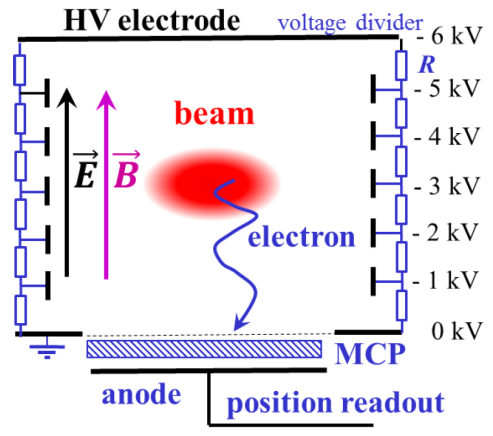 HV electrode
voltage divider
- 6 kV
R
- 5 kV
beam
- 4 kV
E
B
- 3 kV
electron
- 2 kV
- 1 kV
0 kV
MCP
anode
position readout